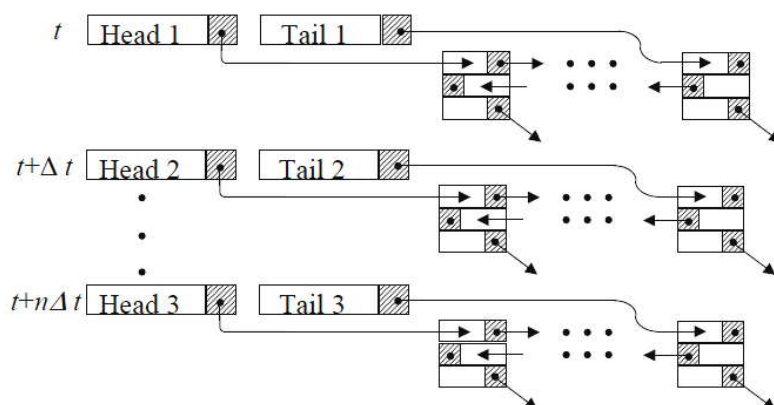 t Head 1 Tail 1
t+Δ t Head 2 Tail 2
t+nΔ t Head 3 Tail 3